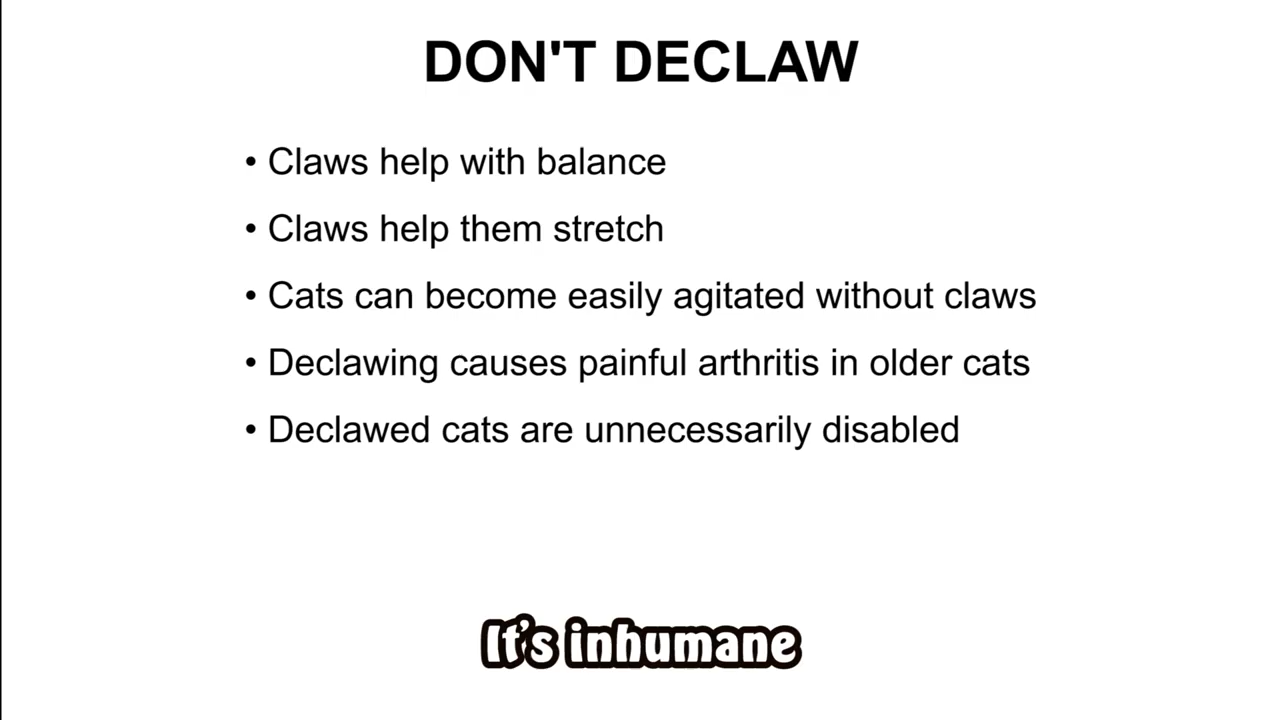 DON'T DECLAW
• Claws help with balance
• Claws help them stretch
• Cats can become easily agitated without claws
• Declawing causes painful arthritis in older cats
• Declawed cats are unnecessarily disabled
It's inhumane